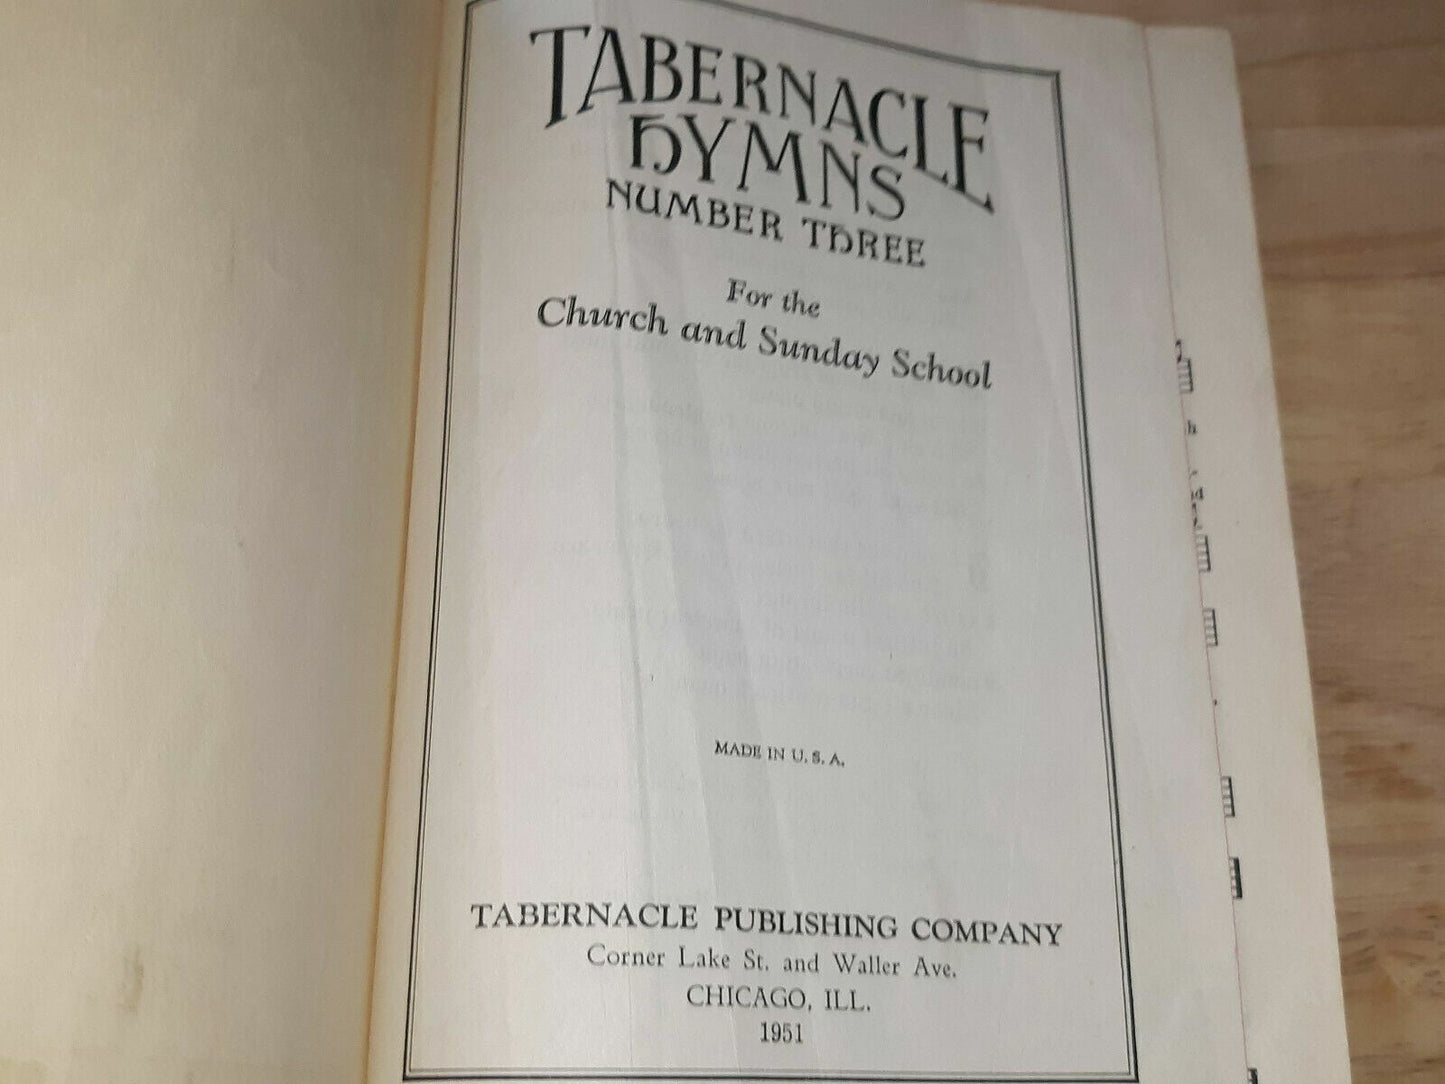 TABERNACLE
HYMNS
NUMBER THREE
For the
Church and Sunday School
MADE IN U. S. A.
TABERNACLE PUBLISHING COMPANY
Corner Lake St. and Waller Ave.
CHICAGO, ILL.
1951